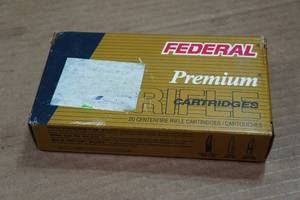 FEDERAL
Premium
RIFLE
CARTRIDGES
20 CENTERFIRE RIFLE CARTRIDGES / CARTOUCHES